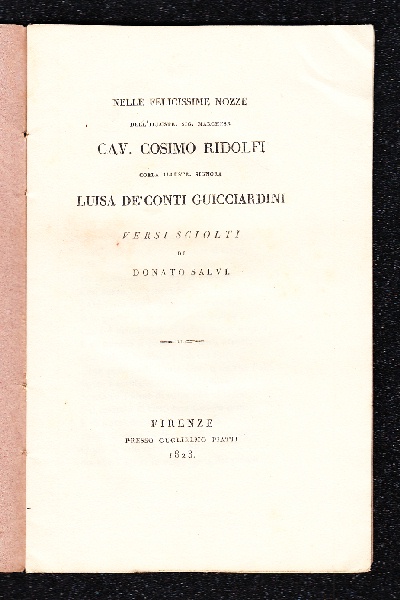 NELLE FELICISSIME NOZZE
DELL'ILLUSTR. SIG. MARCHESE
CAV. COSIMO RIDOLFI
COLLA ILLUSTR. SIGNORA
LUISA DE'CONTI GUICCIARDINI
VERSI SCIOLTI
DI
DONATO SALVI
FIRENZE
PRESSO GUGLIELMO PIATTI
1823.